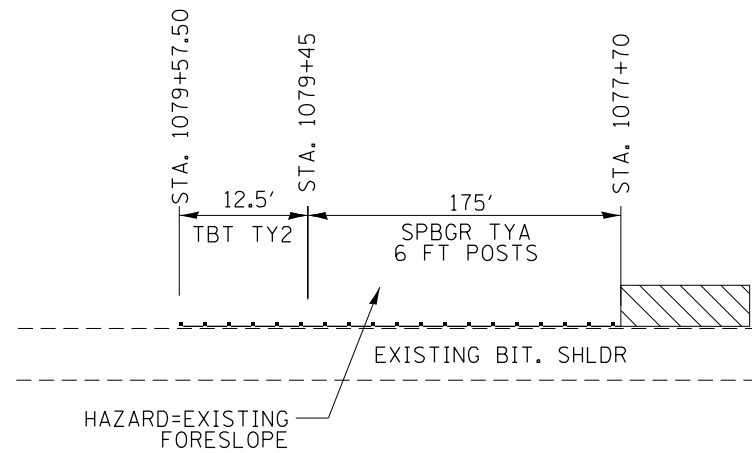 STA. 1079+57.50
STA. 1079+45
STA. 1077+70
12.5'
175'
TBT TY2
SPBGR TYA
6 FT POSTS
EXISTING BIT. SHLDR
HAZARD=EXISTING
FORESLOPE